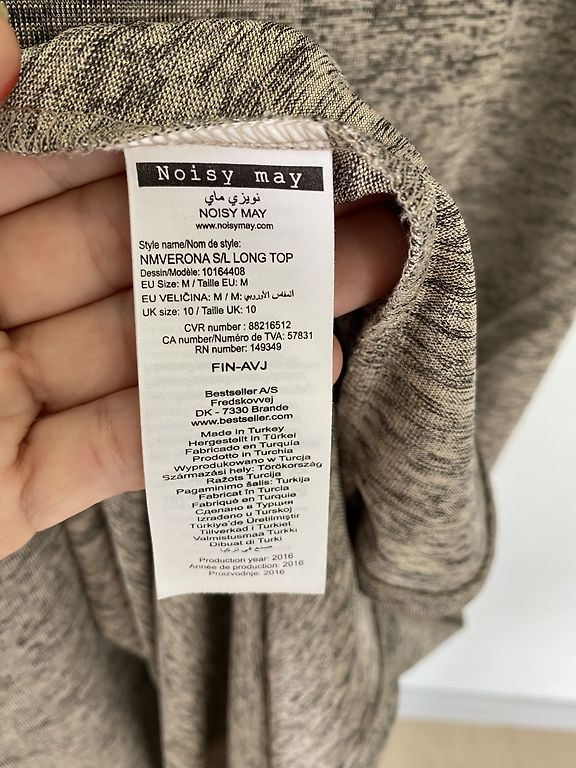 Noisy may
نويزي ماي
NOISY MAY
www.noisymay.com
Style name/Nom de style:
NMVERONA S/L LONG TOP
Dessin/Modèle: 10164408
EU Size: M / Taille EU: M
EU VELIČINA: M / M: المقاس الأوروبي
UK size: 10 / Taille UK: 10
CVR number : 88216512
CA number/Numéro de TVA: 57831
RN number: 149349
FIN-AVJ
Bestseller A/S
Fredskovvej
DK - 7330 Brande
www.bestseller.com
Made in Turkey
Hergestellt in Türkei
Fabricado en Turquía
Prodotto in Turchia
Wyprodukowano w Turcja
Származási hely: Törökország
Ražots Turcija
Pagaminimo šalis: Turkija
Fabricat în Turcia
Fabriqué en Turquie
Сделано в Турция
Izrađeno u Turskoj
Türkiye'de Üretilmiştir
Tillverkad i Turkiet
Valmistusmaa Turkki
Dibuat di Turki
صنع في تركيا
Production year: 2016
Année de production: 2016
Proizvodnje: 2016